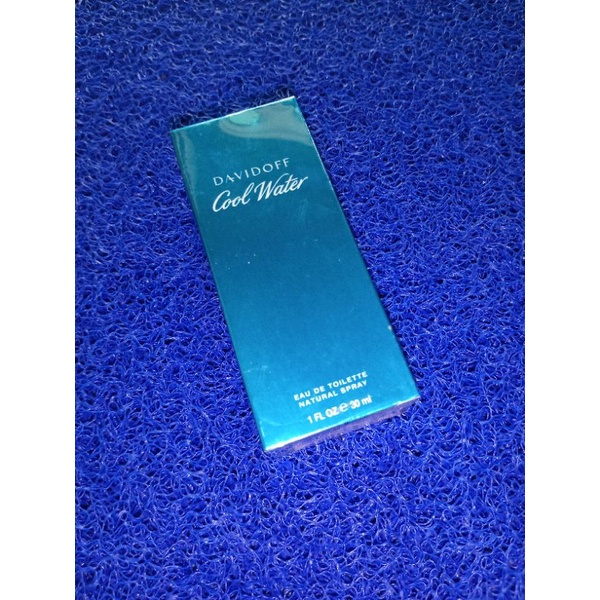 DAVIDOFF
Cool Water
EAU DE TOILETTE
NATURAL SPRAY
1 FL OZ e 30 ml